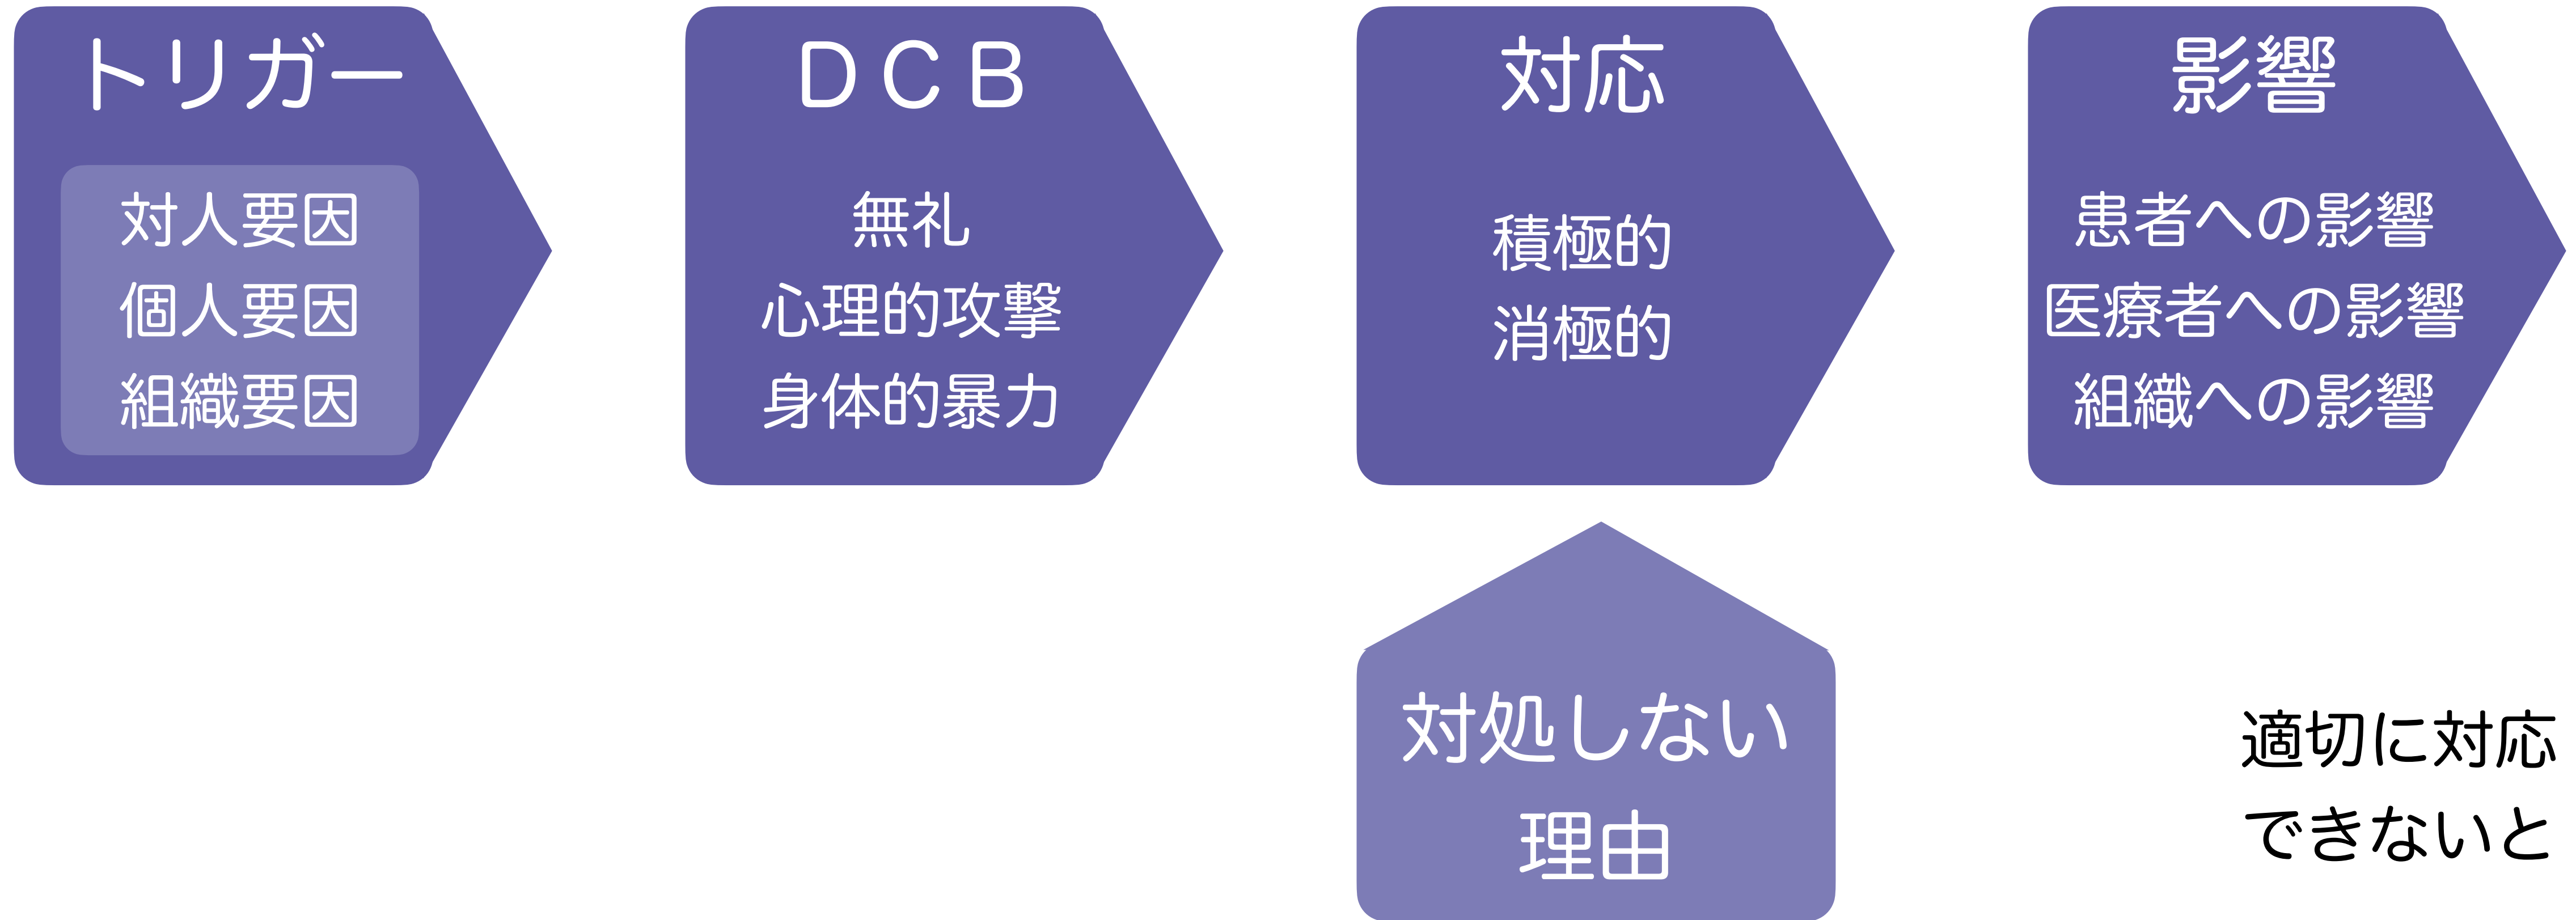 トリガー
対人要因
個人要因
組織要因
ＤＣＢ
無礼
心理的攻撃
身体的暴力
対応
積極的
消極的
影響
患者への影響
医療者への影響
組織への影響
対処しない
理由
適切に対応
できないと